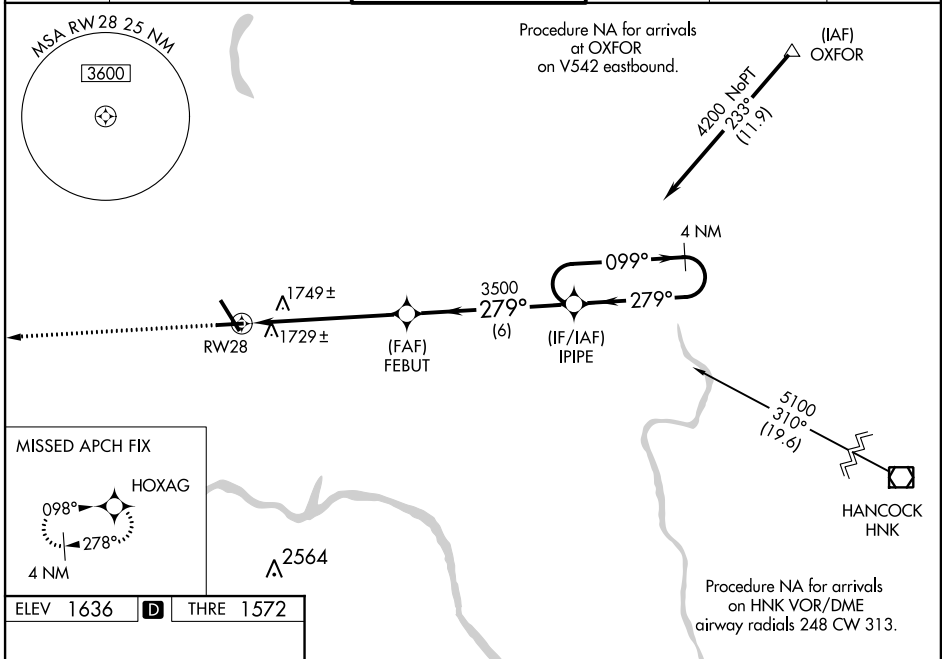 MSA RW 28 25 NM
3600
Procedure NA for arrivals
at OXFOR
on V542 eastbound.
(IAF)
OXFOR
4200 NoPT
233°
(11.9)
4 NM
099°
279°
3500
279°
(6)
1749 ±
1729 ±
RW28
(FAF)
FEBUT
(IF/IAF)
IPIPE
5100
310°
(19.6)
HANCOCK
HNK
MISSED APCH FIX
HOXAG
098°
278°
4 NM
2564
Procedure NA for arrivals
on HNK VOR/DME
airway radials 248 CW 313.
ELEV 1636 D THRE 1572